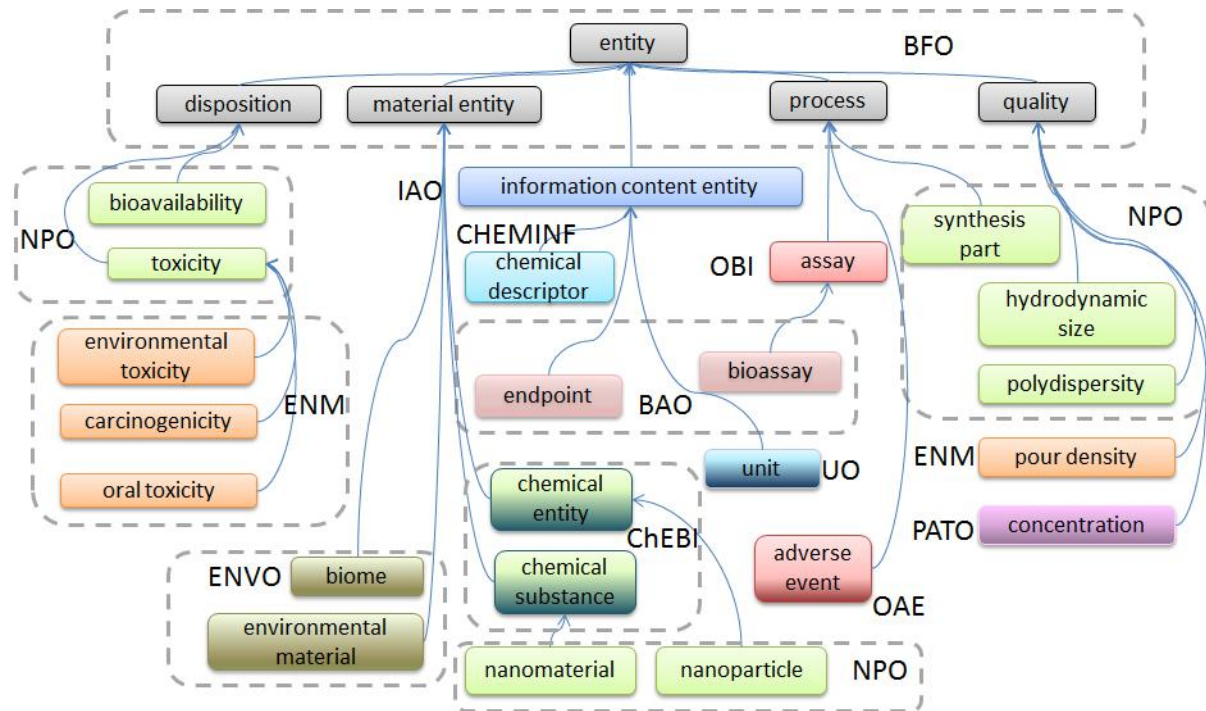 entity
BFO
disposition
material entity
process
quality
bioavailability
NPO
toxicity
IAO
information content entity
CHEMINF
chemical
descriptor
OBI
assay
synthesis
part
NPO
hydrodynamic
size
polydispersity
environmental
toxicity
carcinogenicity
ENM
oral toxicity
endpoint
BAO
bioassay
unit
UO
ENM
pour density
PATO
concentration
chemical
entity
ChEBI
chemical
substance
adverse
event
OAE
ENVO
biome
environmental
material
nanomaterial
nanoparticle
NPO